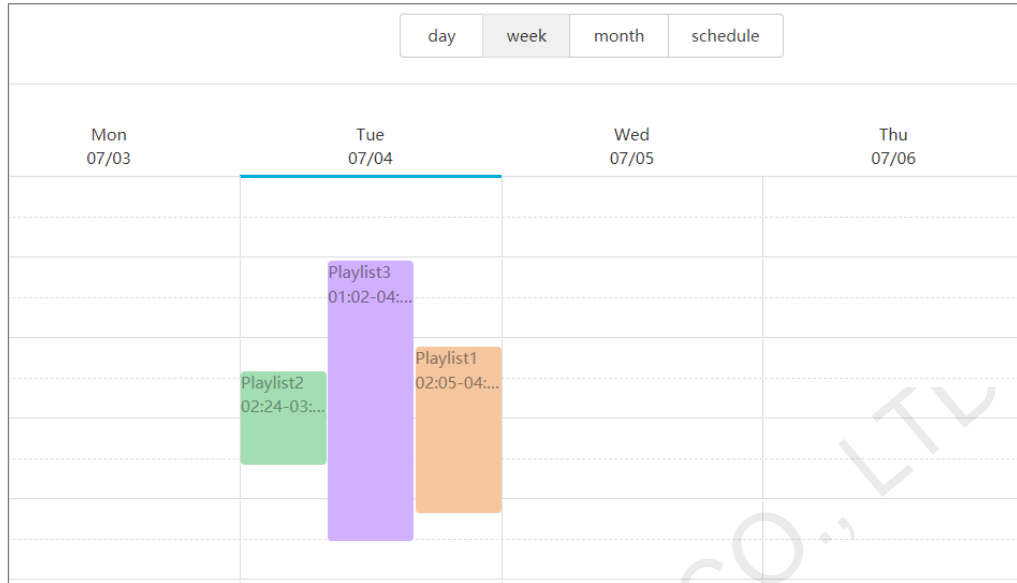 day week month schedule
Mon Tue Wed Thu
07/03 07/04 07/05 07/06
Playlist3
01:02-04:...
Playlist1
02:05-04:...
Playlist2
02:24-03:...
CO., LTD